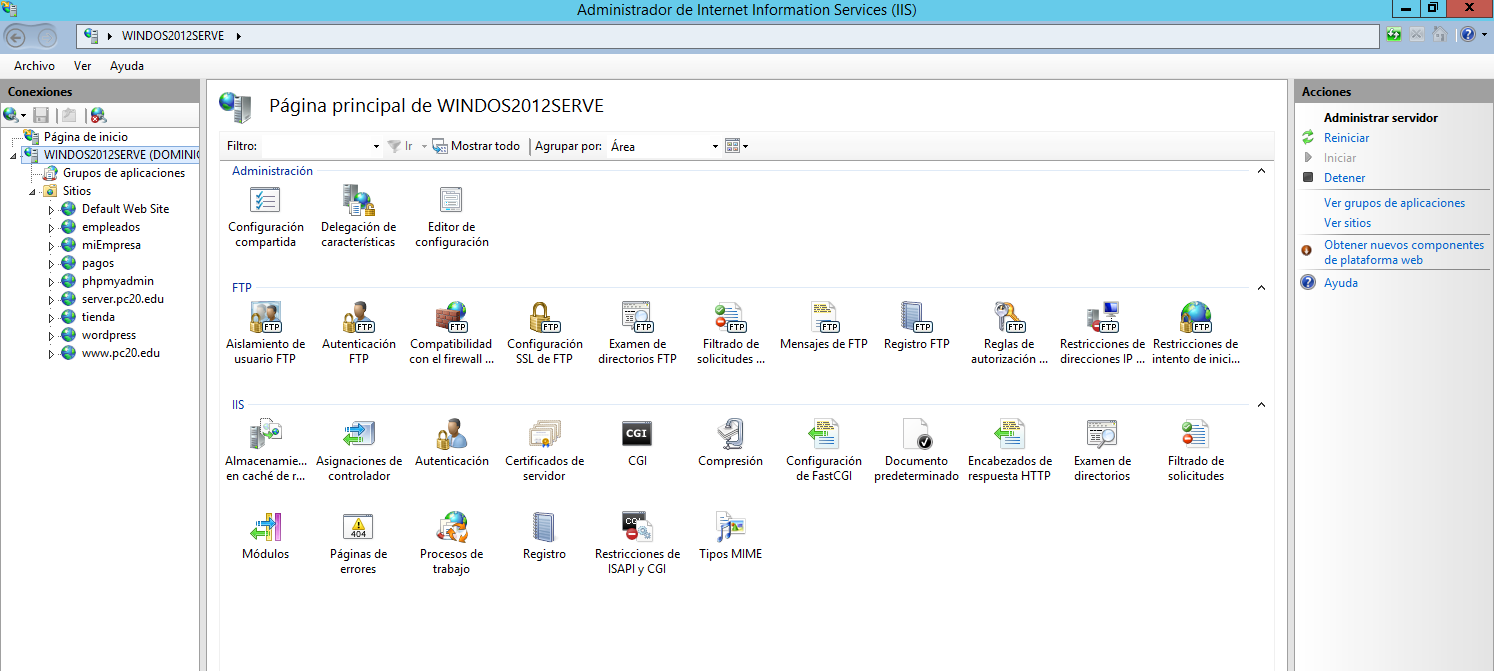 Administrador de Internet Information Services (IIS)
WINDOS2012SERVE
Archivo Ver Ayuda
Conexiones
Página de inicio
WINDOS2012SERVE (DOMINIC
Grupos de aplicaciones
Sitios
Default Web Site
empleados
miEmpresa
pagos
phpmyadmin
server.pc20.edu
tienda
wordpress
www.pc20.edu
Página principal de WINDOS2012SERVE
Filtro: Ir Mostrar todo Agrupar por: Área
Administración
Configuración compartida
Delegación de características
Editor de configuración
FTP
Aislamiento de usuario FTP
Autenticación FTP
Compatibilidad con el firewall ...
Configuración SSL de FTP
Examen de directorios FTP
Filtrado de solicitudes ...
Mensajes de FTP
Registro FTP
Reglas de autorización ...
Restricciones de direcciones IP ...
Restricciones de intento de inici...
IIS
Almacenamie... en caché de r...
Asignaciones de controlador
Autenticación
Certificados de servidor
CGI
CGI
Compresión
Configuración de FastCGI
Documento predeterminado
Encabezados de respuesta HTTP
Examen de directorios
Filtrado de solicitudes
Módulos
404
Páginas de errores
Procesos de trabajo
Registro
Restricciones de ISAPI y CGI
Tipos MIME
Acciones
Administrar servidor
Reiniciar
Iniciar
Detener
Ver grupos de aplicaciones
Ver sitios
Obtener nuevos componentes
de plataforma web
Ayuda